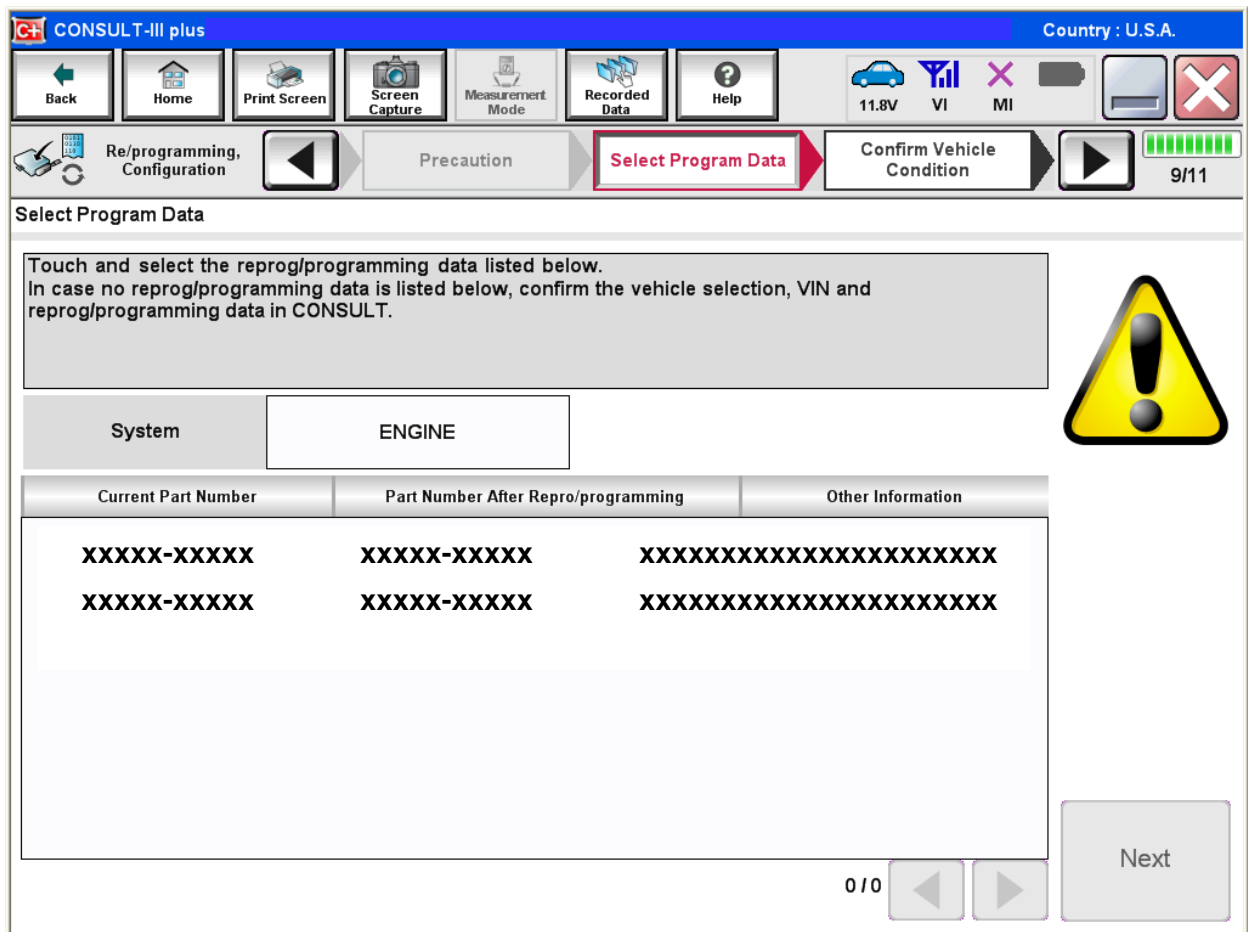 C+ CONSULT-III plus Country : U.S.A.
Back
Home
Print Screen
Screen
Capture
Measurement
Mode
Recorded
Data
Help
11.8V
VI
MI
Re/programming,
Configuration
Precaution
Select Program Data
Confirm Vehicle
Condition
9/11
Select Program Data
Touch and select the reprog/programming data listed below.
In case no reprog/programming data is listed below, confirm the vehicle selection, VIN and
reprog/programming data in CONSULT.
System ENGINE
Current Part Number Part Number After Repro/programming Other Information
XXXXX-XXXXX XXXXX-XXXXX XXXXXXXXXXXXXXXXXXXXXX
XXXXX-XXXXX XXXXX-XXXXX XXXXXXXXXXXXXXXXXXXXXX
Next
0/0